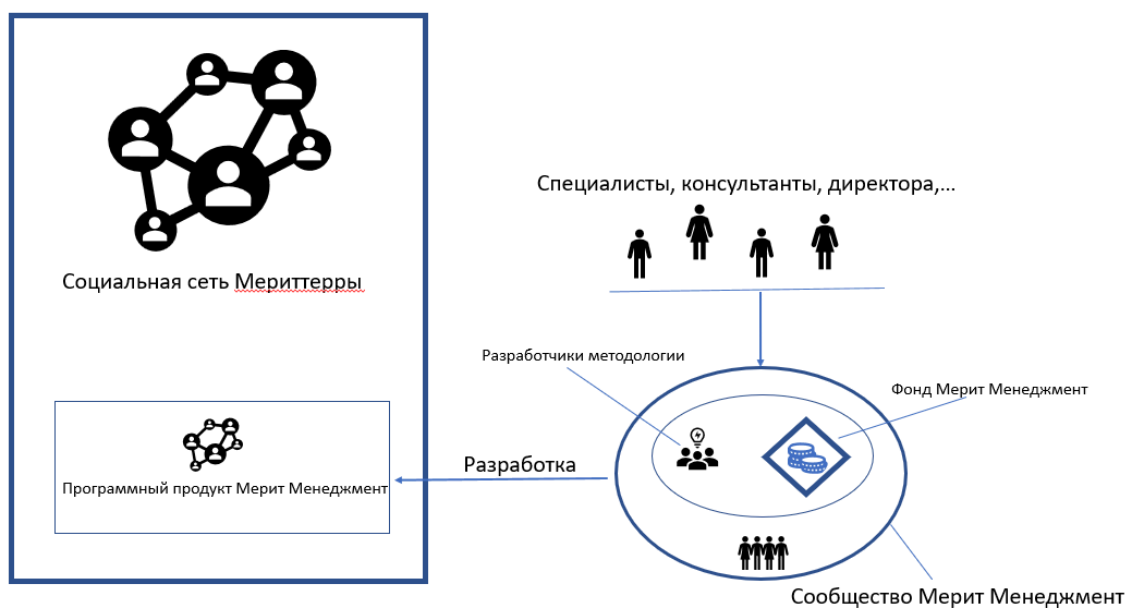 Специалисты, консультанты, директора,...
Социальная сеть Мериттерры
Разработчики методологии
Фонд Мерит Менеджмент
Разработка
Программный продукт Мерит Менеджмент
Сообщество Мерит Менеджмент